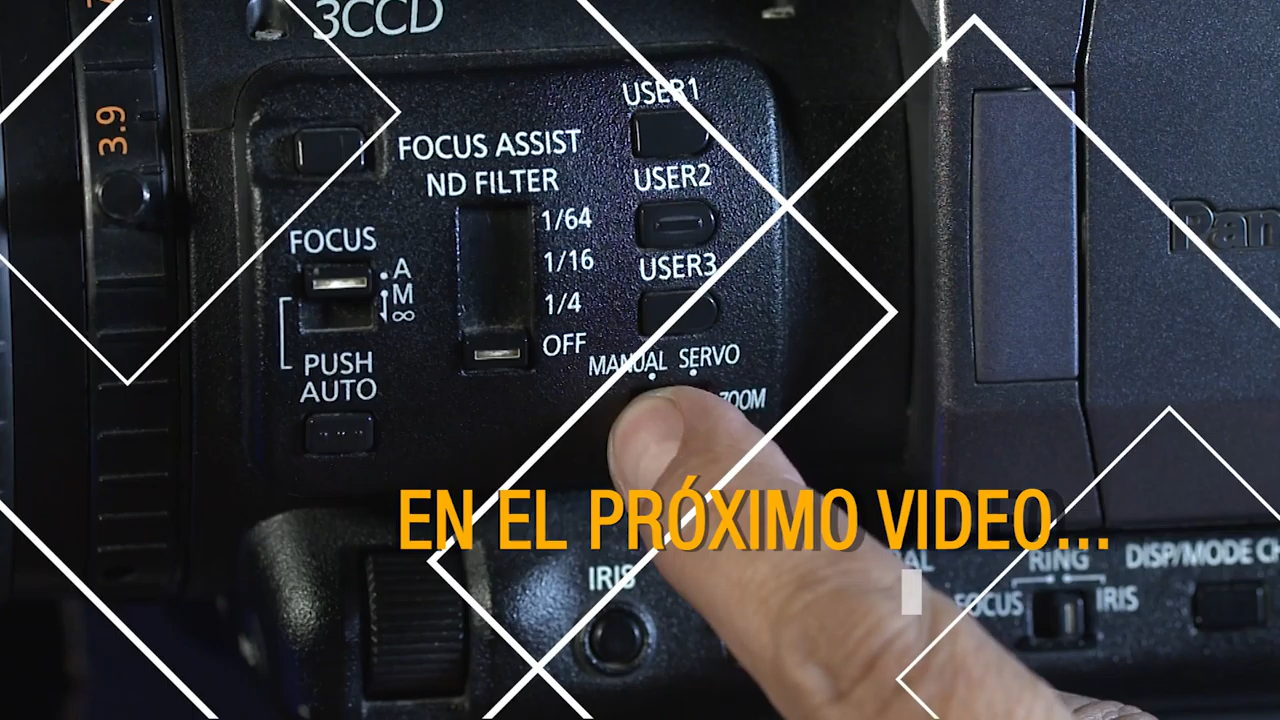 3CCD
3.9
USER1
FOCUS ASSIST
ND FILTER
USER2
1/64
FOCUS
1/16
USER3
A
M
∞
1/4
OFF
MANUAL SERVO
PUSH
AUTO
ZOOM
EN EL PRÓXIMO VIDEO...
IRIS
RING
DISP/MODE CH
FOCUS
IRIS
Pan